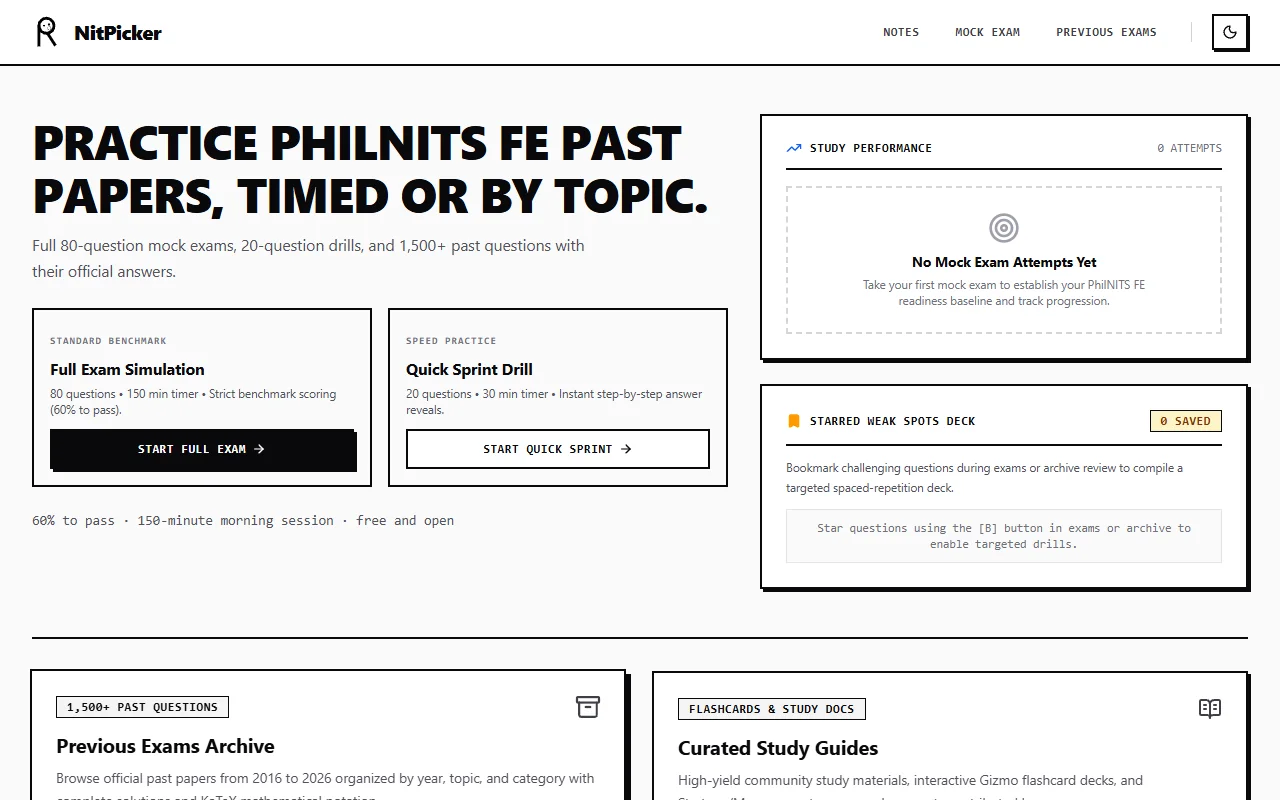 NitPicker
NOTES
MOCK EXAM
PREVIOUS EXAMS
PRACTICE PHILNITS FE PAST
PAPERS, TIMED OR BY TOPIC.
Full 80-question mock exams, 20-question drills, and 1,500+ past questions with
their official answers.
STANDARD BENCHMARK
Full Exam Simulation
80 questions • 150 min timer • Strict benchmark scoring
(60% to pass).
START FULL EXAM →
SPEED PRACTICE
Quick Sprint Drill
20 questions • 30 min timer • Instant step-by-step answer
reveals.
START QUICK SPRINT →
60% to pass · 150-minute morning session · free and open
STUDY PERFORMANCE
0 ATTEMPTS
No Mock Exam Attempts Yet
Take your first mock exam to establish your PhilNITS FE
readiness baseline and track progression.
STARRED WEAK SPOTS DECK
0 SAVED
Bookmark challenging questions during exams or archive review to compile a
targeted spaced-repetition deck.
Star questions using the [B] button in exams or archive to
enable targeted drills.
1,500+ PAST QUESTIONS
Previous Exams Archive
Browse official past papers from 2016 to 2026 organized by year, topic, and category with
complete solutions and KaTeX mathematical notation.
FLASHCARDS & STUDY DOCS
Curated Study Guides
High-yield community study materials, interactive Gizmo flashcard decks, and